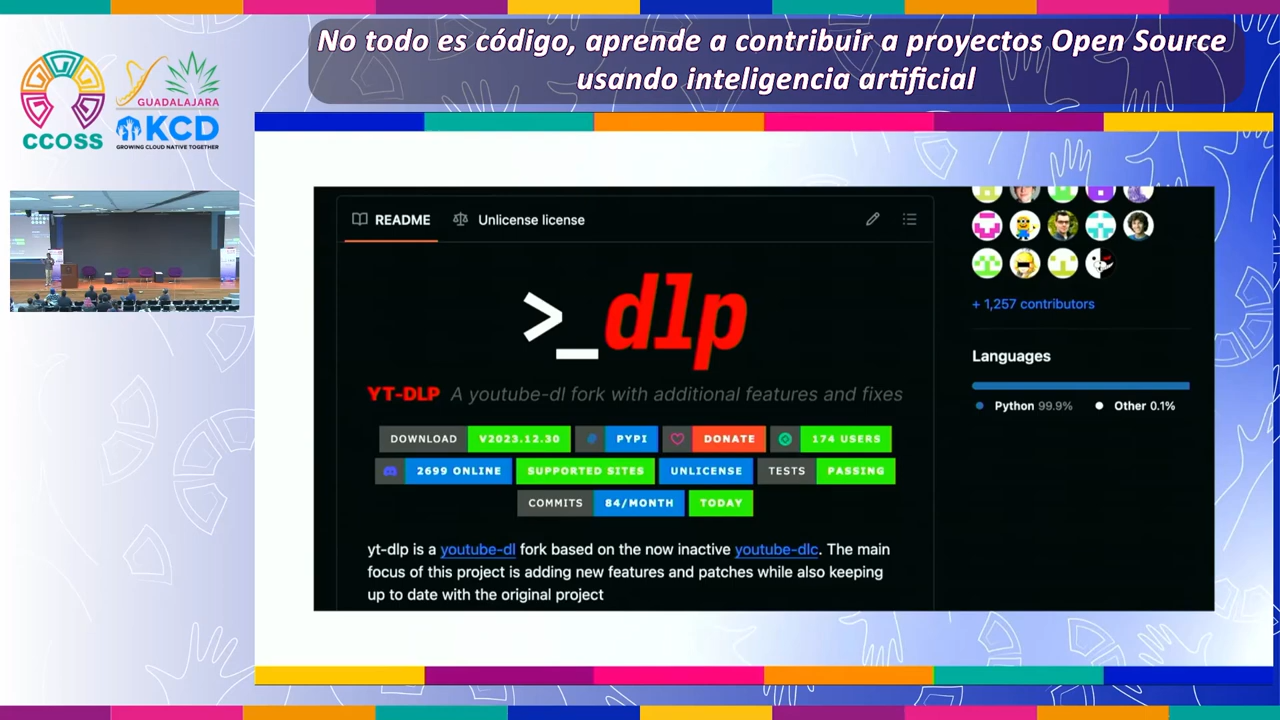 No todo es código, aprende a contribuir a proyectos Open Source
usando inteligencia artificial
CCOSS
GUADALAJARA
KCD
GROWING CLOUD NATIVE TOGETHER
README
Unlicense license
>_dlp
YT-DLP A youtube-dl fork with additional features and fixes
DOWNLOAD V2023.12.30 PYPI DONATE 174 USERS
2699 ONLINE SUPPORTED SITES UNLICENSE TESTS PASSING
COMMITS 84/MONTH TODAY
yt-dlp is a youtube-dl fork based on the now inactive youtube-dlc. The main
focus of this project is adding new features and patches while also keeping
up to date with the original project
+ 1,257 contributors
Languages
Python 99.9% Other 0.1%